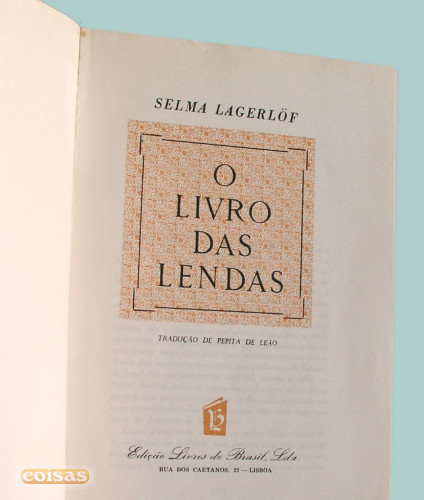 SELMA LAGERLÖF
O
LIVRO
DAS
LENDAS
TRADUÇÃO DE PEPITA DE LEÃO
Edição Livros do Brasil, Lda
RUA DOS CAETANOS, 22 — LISBOA
coisas